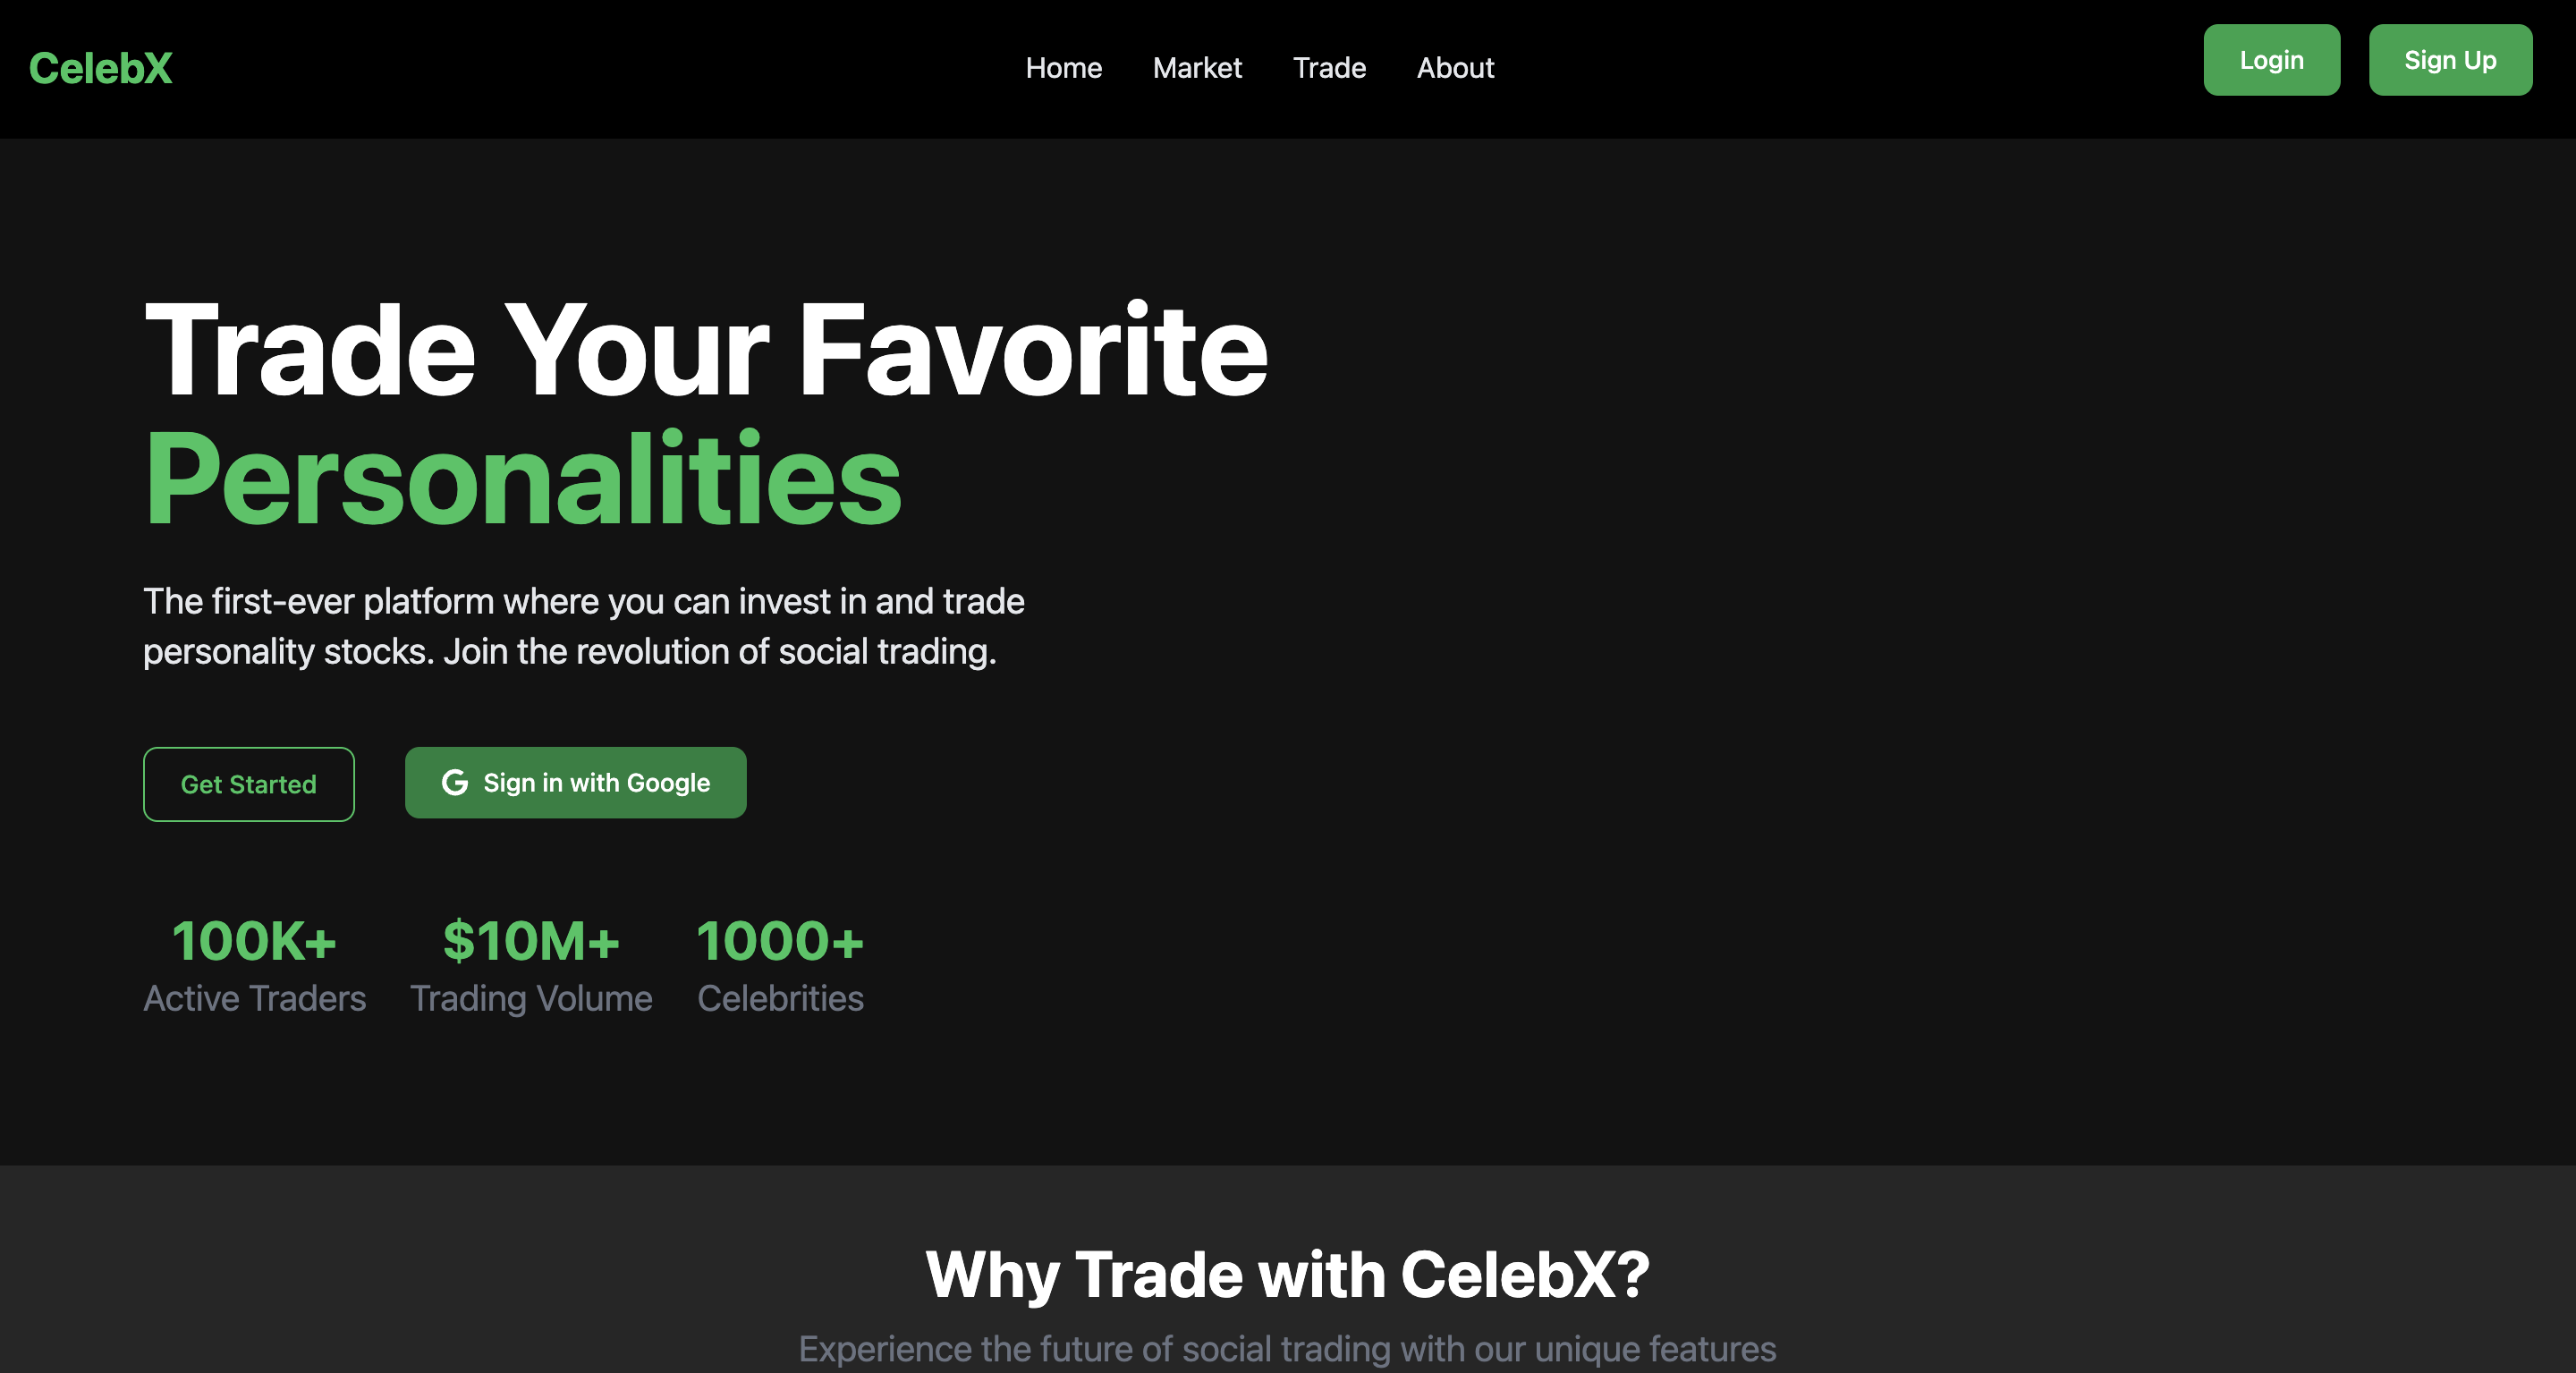 CelebX
Home Market Trade About
Login Sign Up
Trade Your Favorite
Personalities
The first-ever platform where you can invest in and trade
personality stocks. Join the revolution of social trading.
Get Started
Sign in with Google
100K+ $10M+ 1000+
Active Traders Trading Volume Celebrities
Why Trade with CelebX?
Experience the future of social trading with our unique features